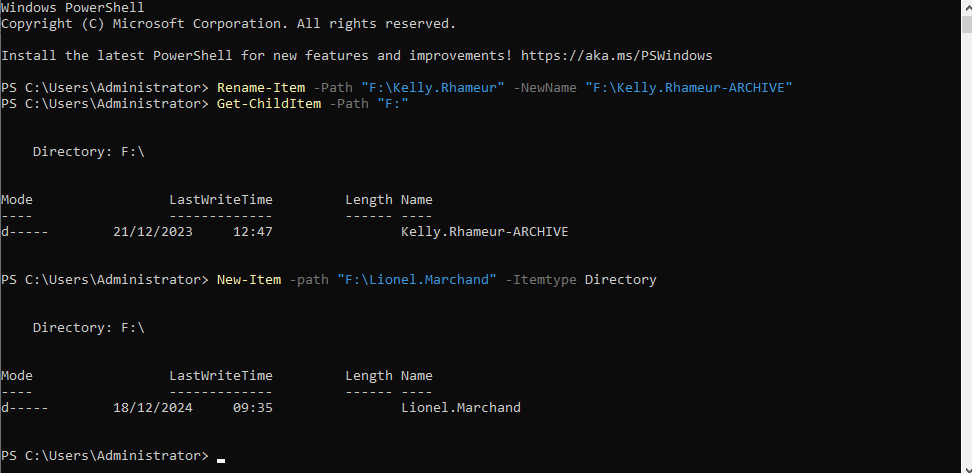 Windows PowerShell
Copyright (C) Microsoft Corporation. All rights reserved.
Install the latest PowerShell for new features and improvements! https://aka.ms/PSWindows
PS C:\Users\Administrator> Rename-Item -Path "F:\Kelly.Rhameur" -NewName "F:\Kelly.Rhameur-ARCHIVE"
PS C:\Users\Administrator> Get-ChildItem -Path "F:"
Directory: F:\
Mode LastWriteTime Length Name
---- ------------- ------ ----
d----- 21/12/2023 12:47 Kelly.Rhameur-ARCHIVE
PS C:\Users\Administrator> New-Item -path "F:\Lionel.Marchand" -Itemtype Directory
Directory: F:\
Mode LastWriteTime Length Name
---- ------------- ------ ----
d----- 18/12/2024 09:35 Lionel.Marchand
PS C:\Users\Administrator>